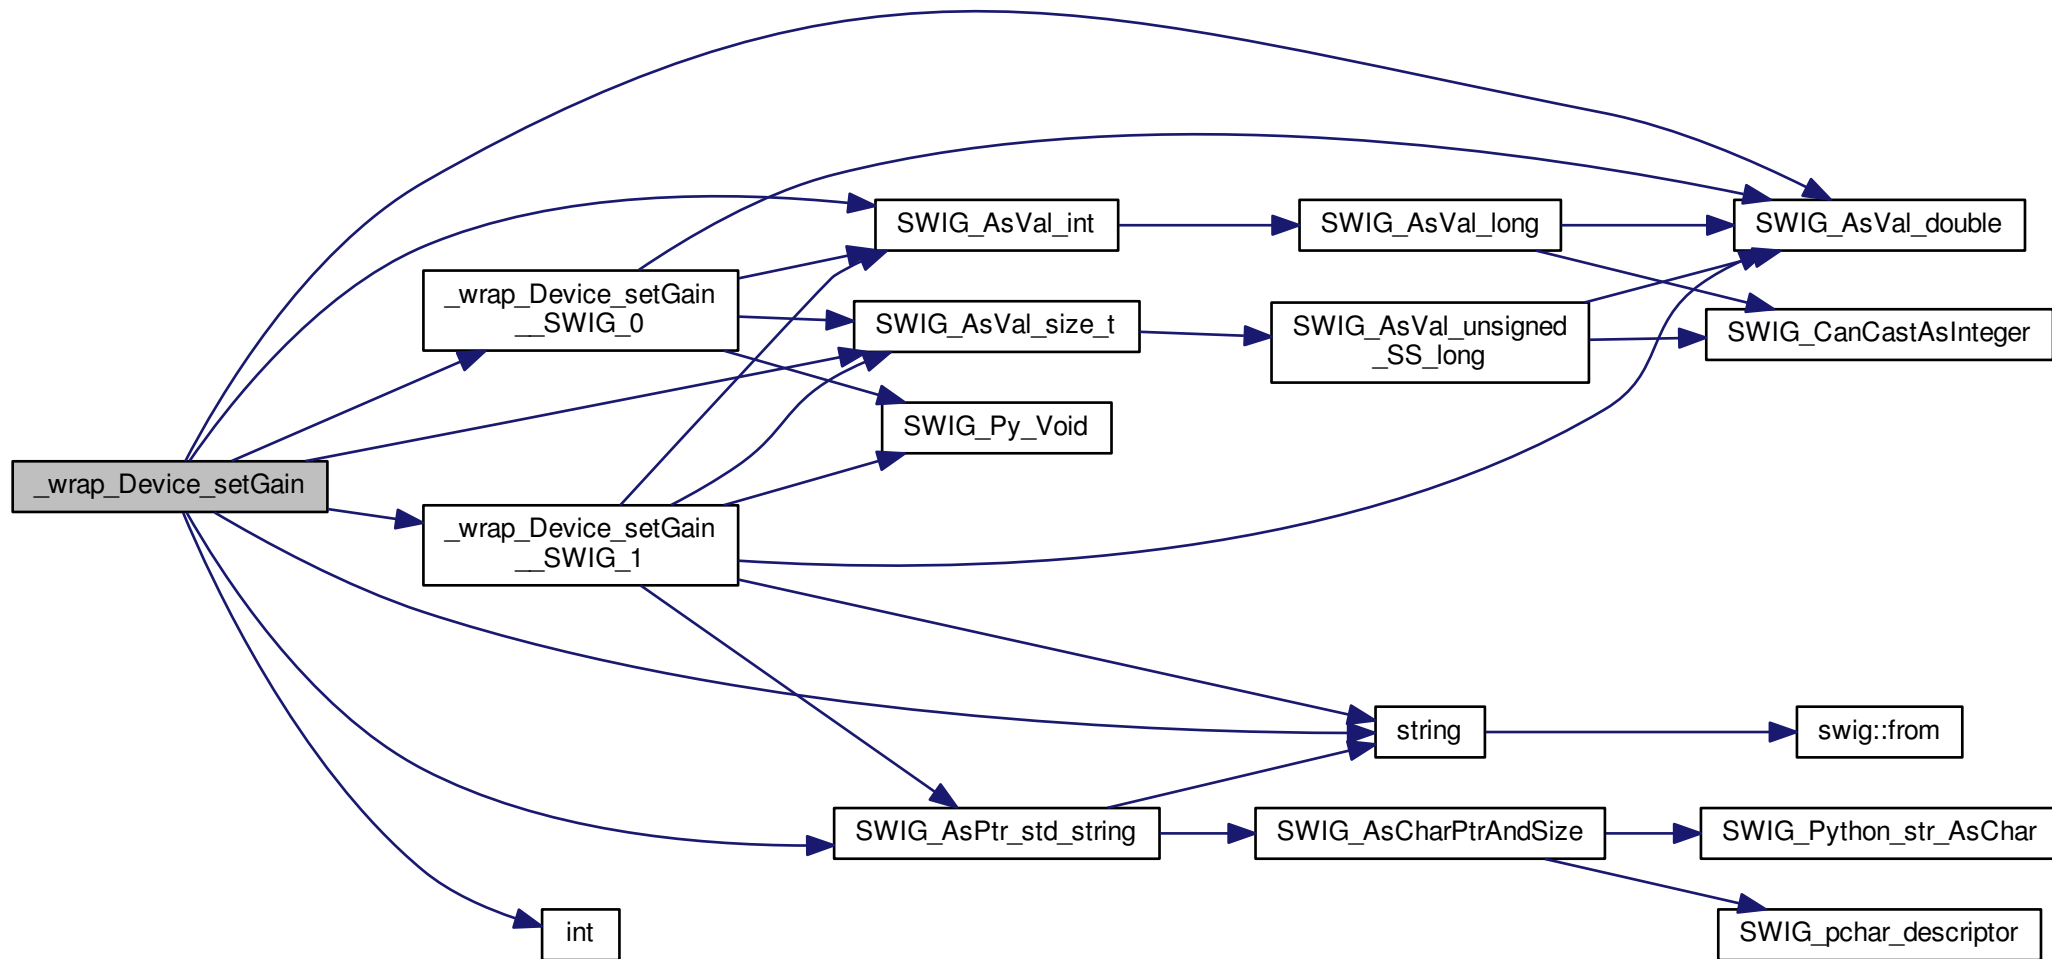 _wrap_Device_setGain
_wrap_Device_setGain
__SWIG_0
_wrap_Device_setGain
__SWIG_1
SWIG_AsVal_int
SWIG_AsVal_size_t
SWIG_Py_Void
SWIG_AsPtr_std_string
int
SWIG_AsVal_long
SWIG_AsVal_unsigned
_SS_long
string
SWIG_AsCharPtrAndSize
SWIG_AsVal_double
SWIG_CanCastAsInteger
swig::from
SWIG_Python_str_AsChar
SWIG_pchar_descriptor